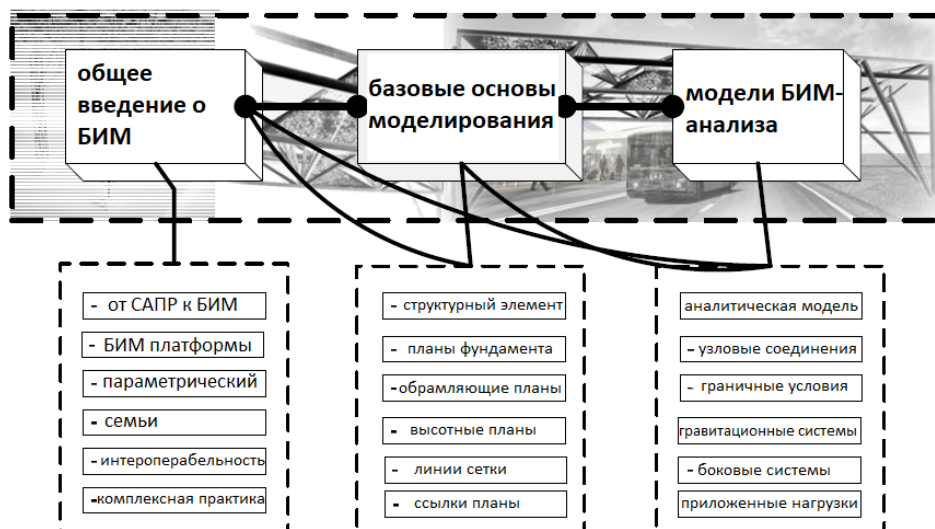 общее
введение о
БИМ
базовые основы
моделирования
модели БИМ-
анализа
- от САПР к БИМ
- БИМ платформы
- параметрический
- семьи
- интероперабельность
-комплексная практика
- структурный элемент
- планы фундамента
-обрамляющие планы
- высотные планы
- линии сетки
- ссылки планы
аналитическая модель
- узловые соединения
- граничные условия
гравитационные системы
- боковые системы
приложенные нагрузки